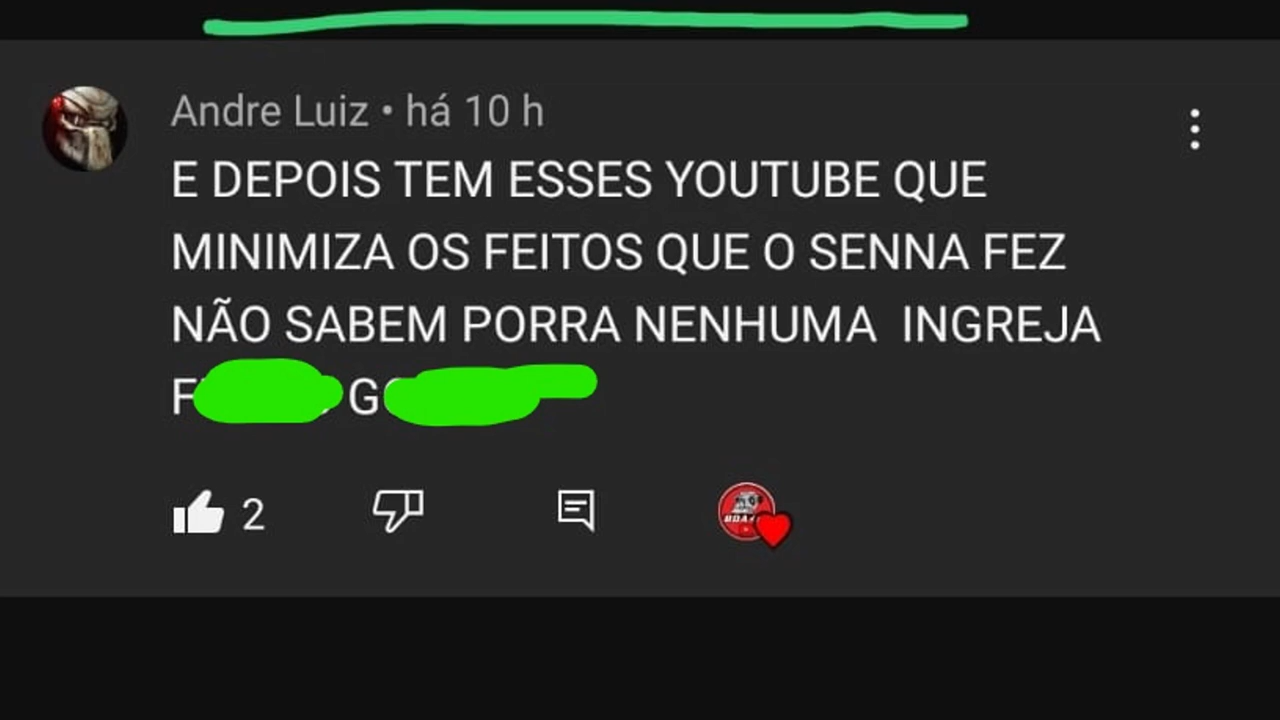 Andre Luiz • há 10 h
E DEPOIS TEM ESSES YOUTUBE QUE
MINIMIZA OS FEITOS QUE O SENNA FEZ
NÃO SABEM PORRA NENHUMA INGREJA
2